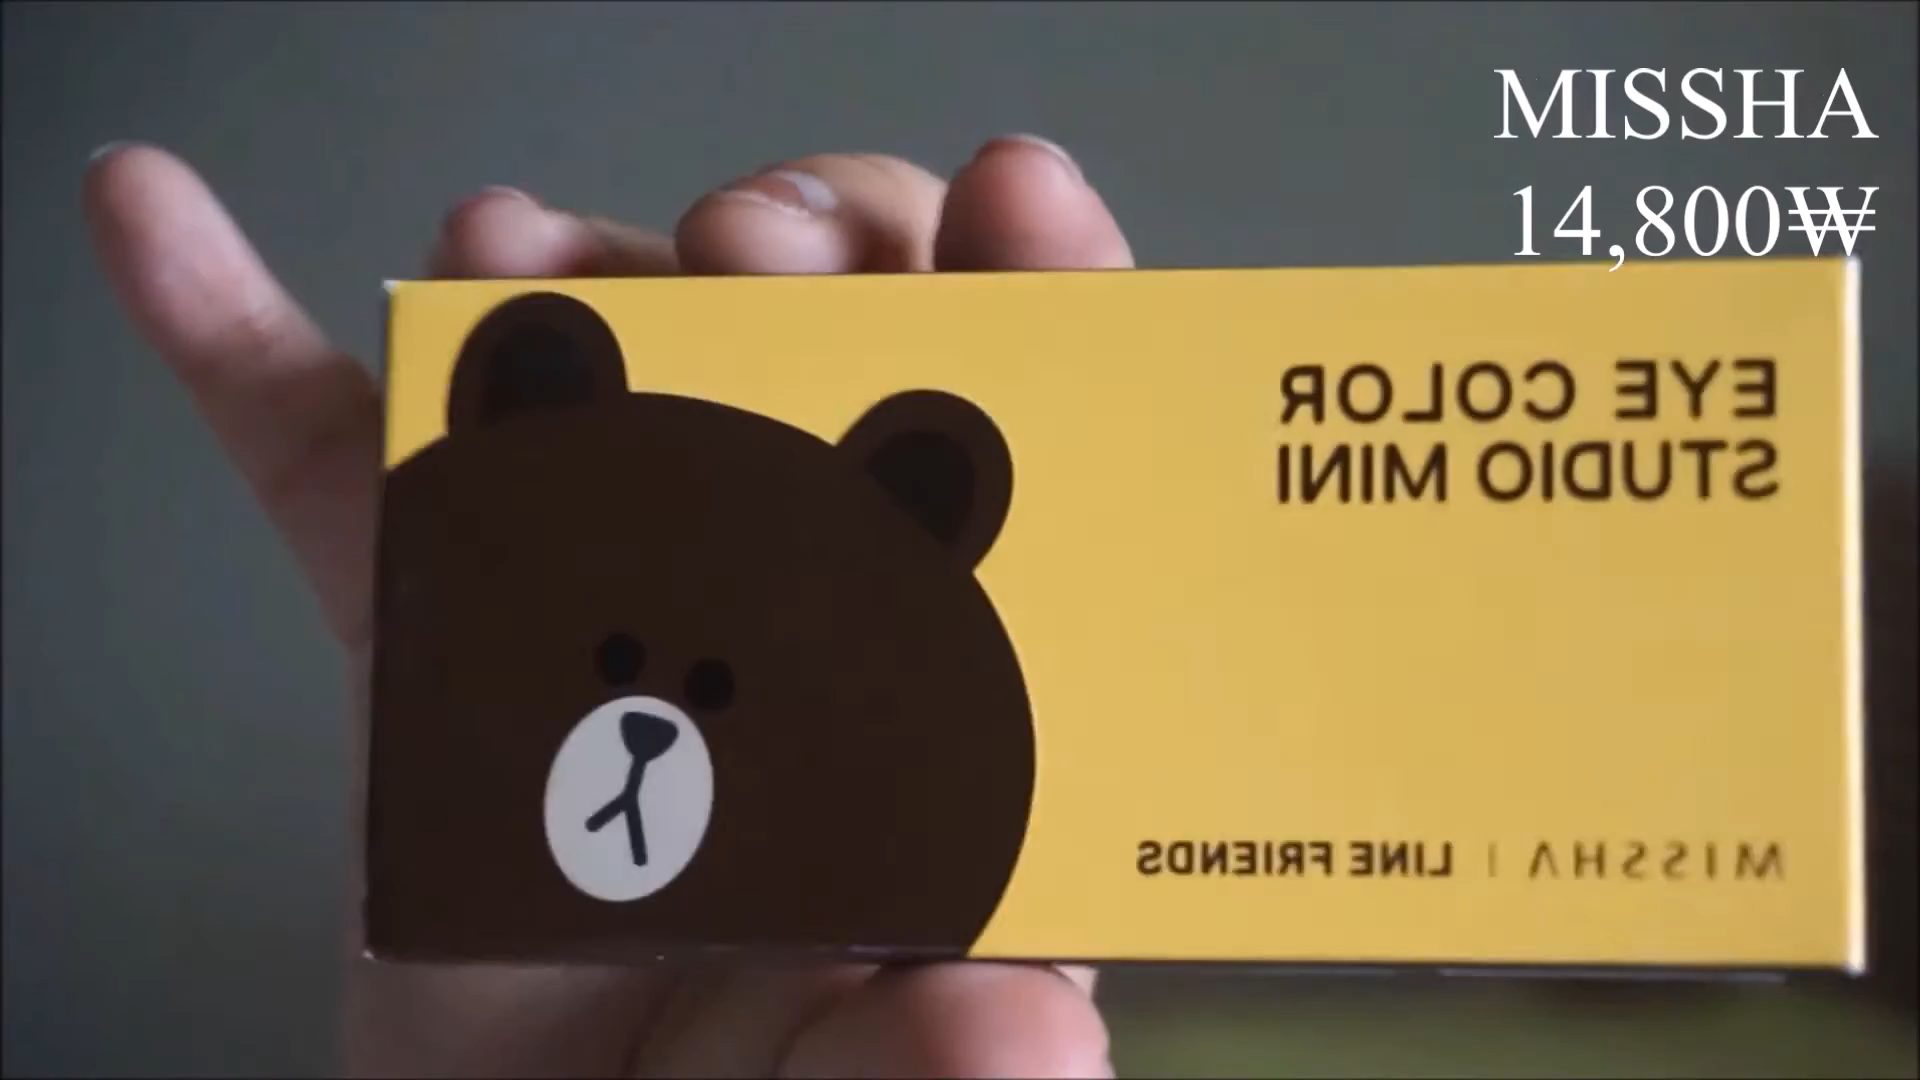 MISSHA
14,800₩
EYE COLOR
STUDIO MINI
MISSHA | LINE FRIENDS